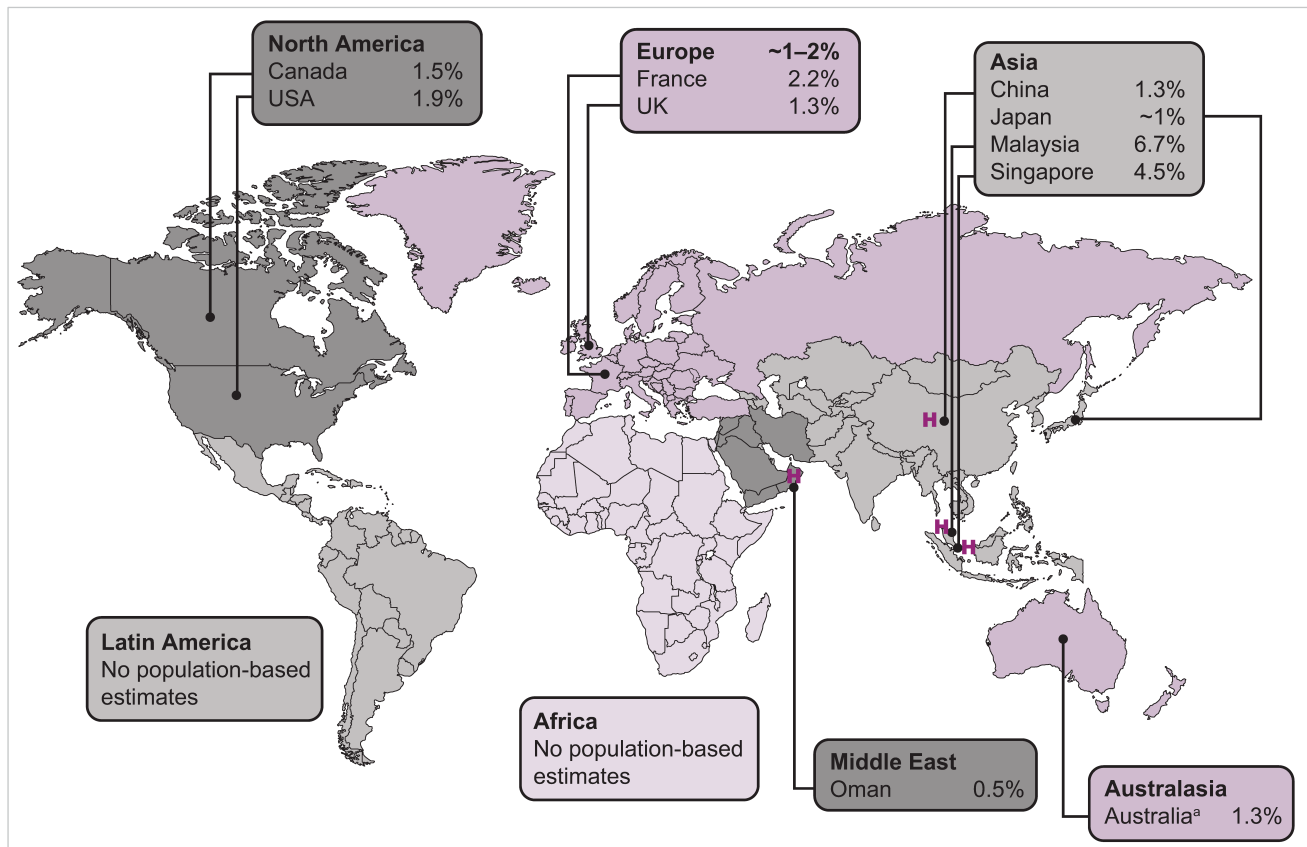 North America
Canada 1.5%
USA 1.9%
Europe ~1–2%
France 2.2%
UK 1.3%
Asia
China 1.3%
Japan ~1%
Malaysia 6.7%
Singapore 4.5%
H
H
H
H
Latin America
No population-based
estimates
Africa
No population-based
estimates
Middle East
Oman 0.5%
Australasia
Australiaᵃ 1.3%